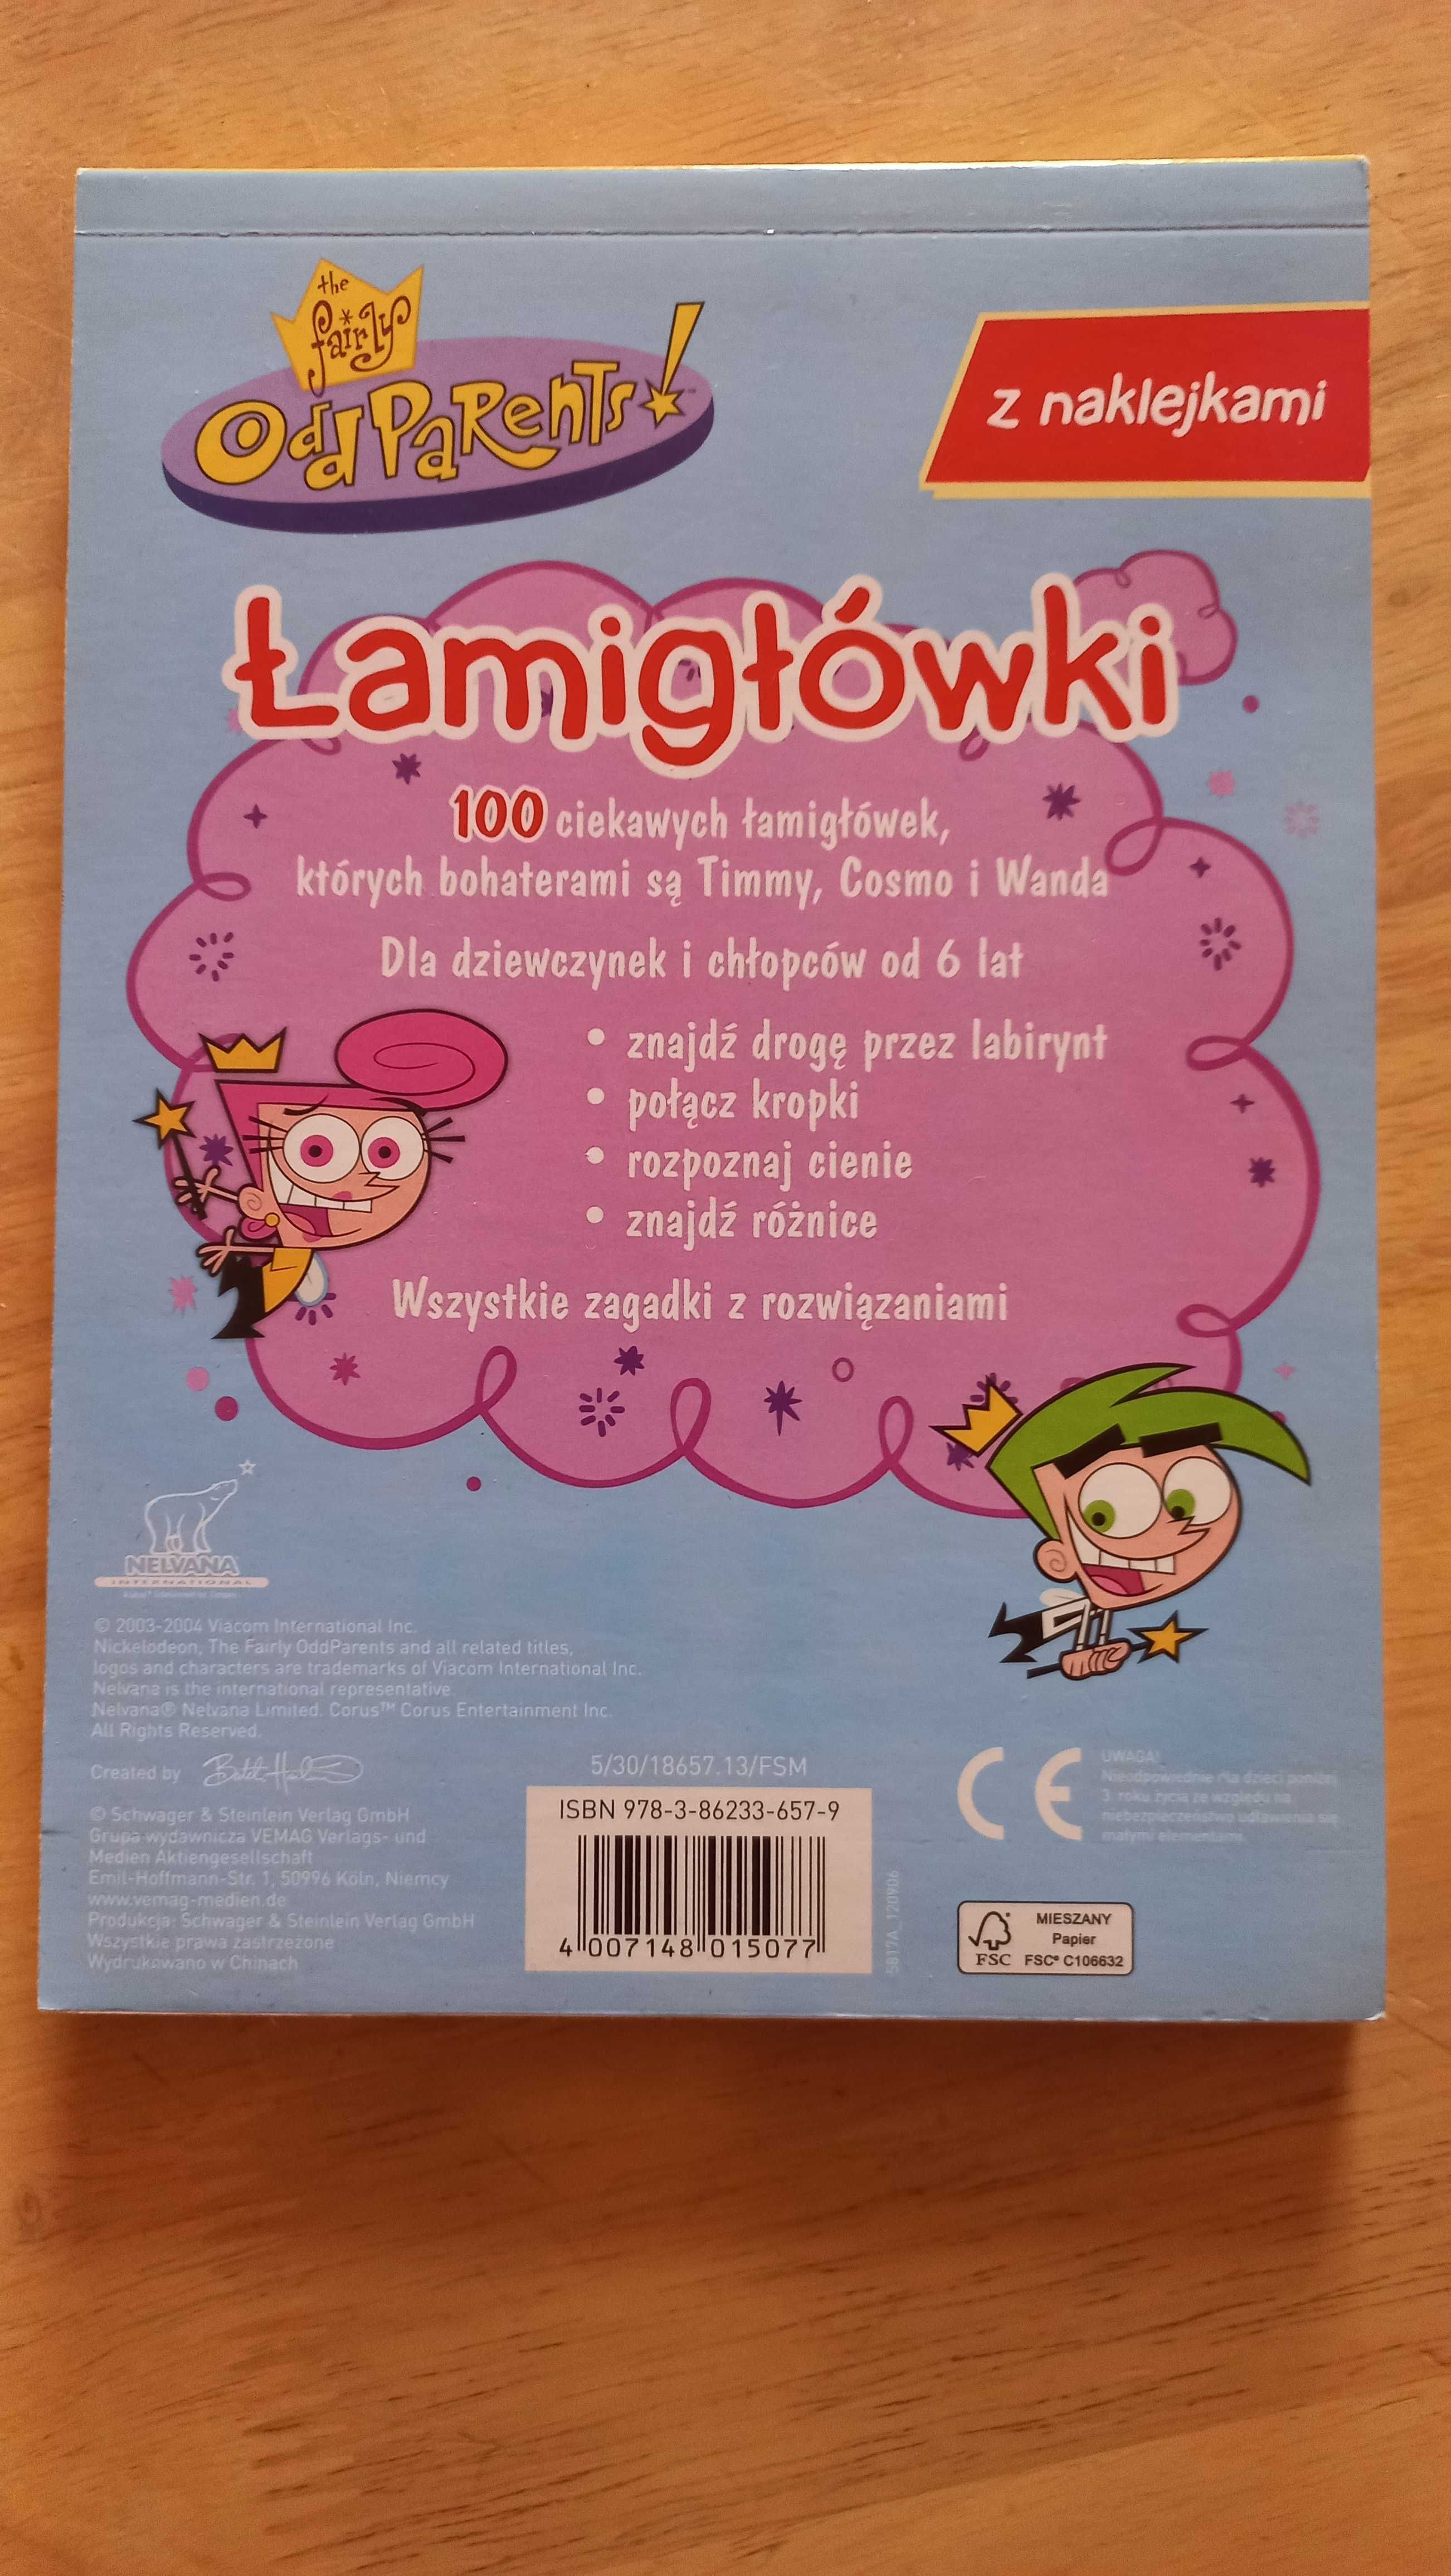 the
fairly
OddParents!
z naklejkami
Łamigłówki
100 ciekawych łamigłówek,
których bohaterami są Timmy, Cosmo i Wanda
Dla dziewczynek i chłopców od 6 lat
• znajdź drogę przez labirynt
• połącz kropki
• rozpoznaj cienie
• znajdź różnice
Wszystkie zagadki z rozwiązaniami
NELVANA
INTERNATIONAL
© 2003-2004 Viacom International Inc.
Nickelodeon, The Fairly OddParents and all related titles,
logos and characters are trademarks of Viacom International Inc.
Nelvana is the international representative.
Nelvana® Nelvana Limited. Corus™ Corus Entertainment Inc.
All Rights Reserved.
Created by
© Schwager & Steinlein Verlag GmbH
Grupa wydawnicza VEMAG Verlags- und
Medien Aktiengesellschaft
Emil-Hoffmann-Str. 1, 50996 Köln, Niemcy
www.vemag-medien.de
Produkcja: Schwager & Steinlein Verlag GmbH
Wszystkie prawa zastrzeżone
Wydrukowano w Chinach
5/30/18657.13/FSM
ISBN 978-3-86233-657-9
4 007148 015077
5817A_120906
CE
UWAGA!
Nieodpowiednie dla dzieci poniżej
3. roku życia ze względu na
niebezpieczeństwo udławienia się
małymi elementami.
FSC
MIESZANY
Papier
FSC® C106632